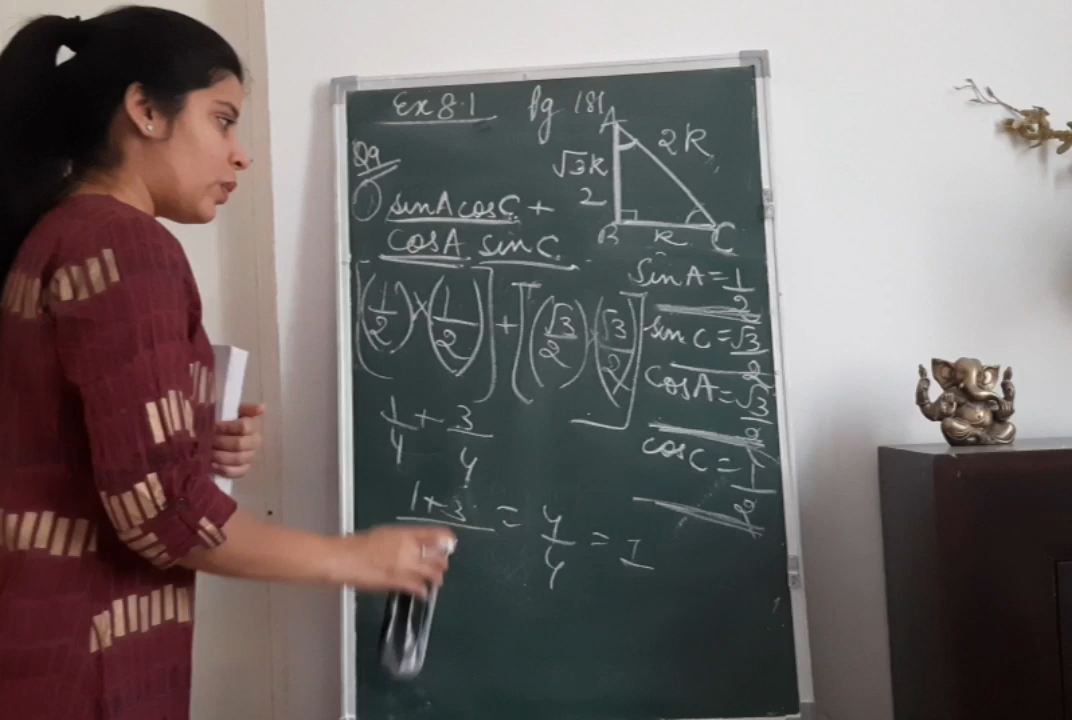 Ex 8.1 Pg 181
Q9
A
√3k
2k
2
B k C
① sinA cosC +
cosA sinC
[(1/2)×(1/2)] + [(√3/2)×(√3/2)]
sinA = 1/2
sinC = √3/2
cosA = √3/2
cosC = 1/2
1/4 + 3/4
1+3 = 4/4 = 1